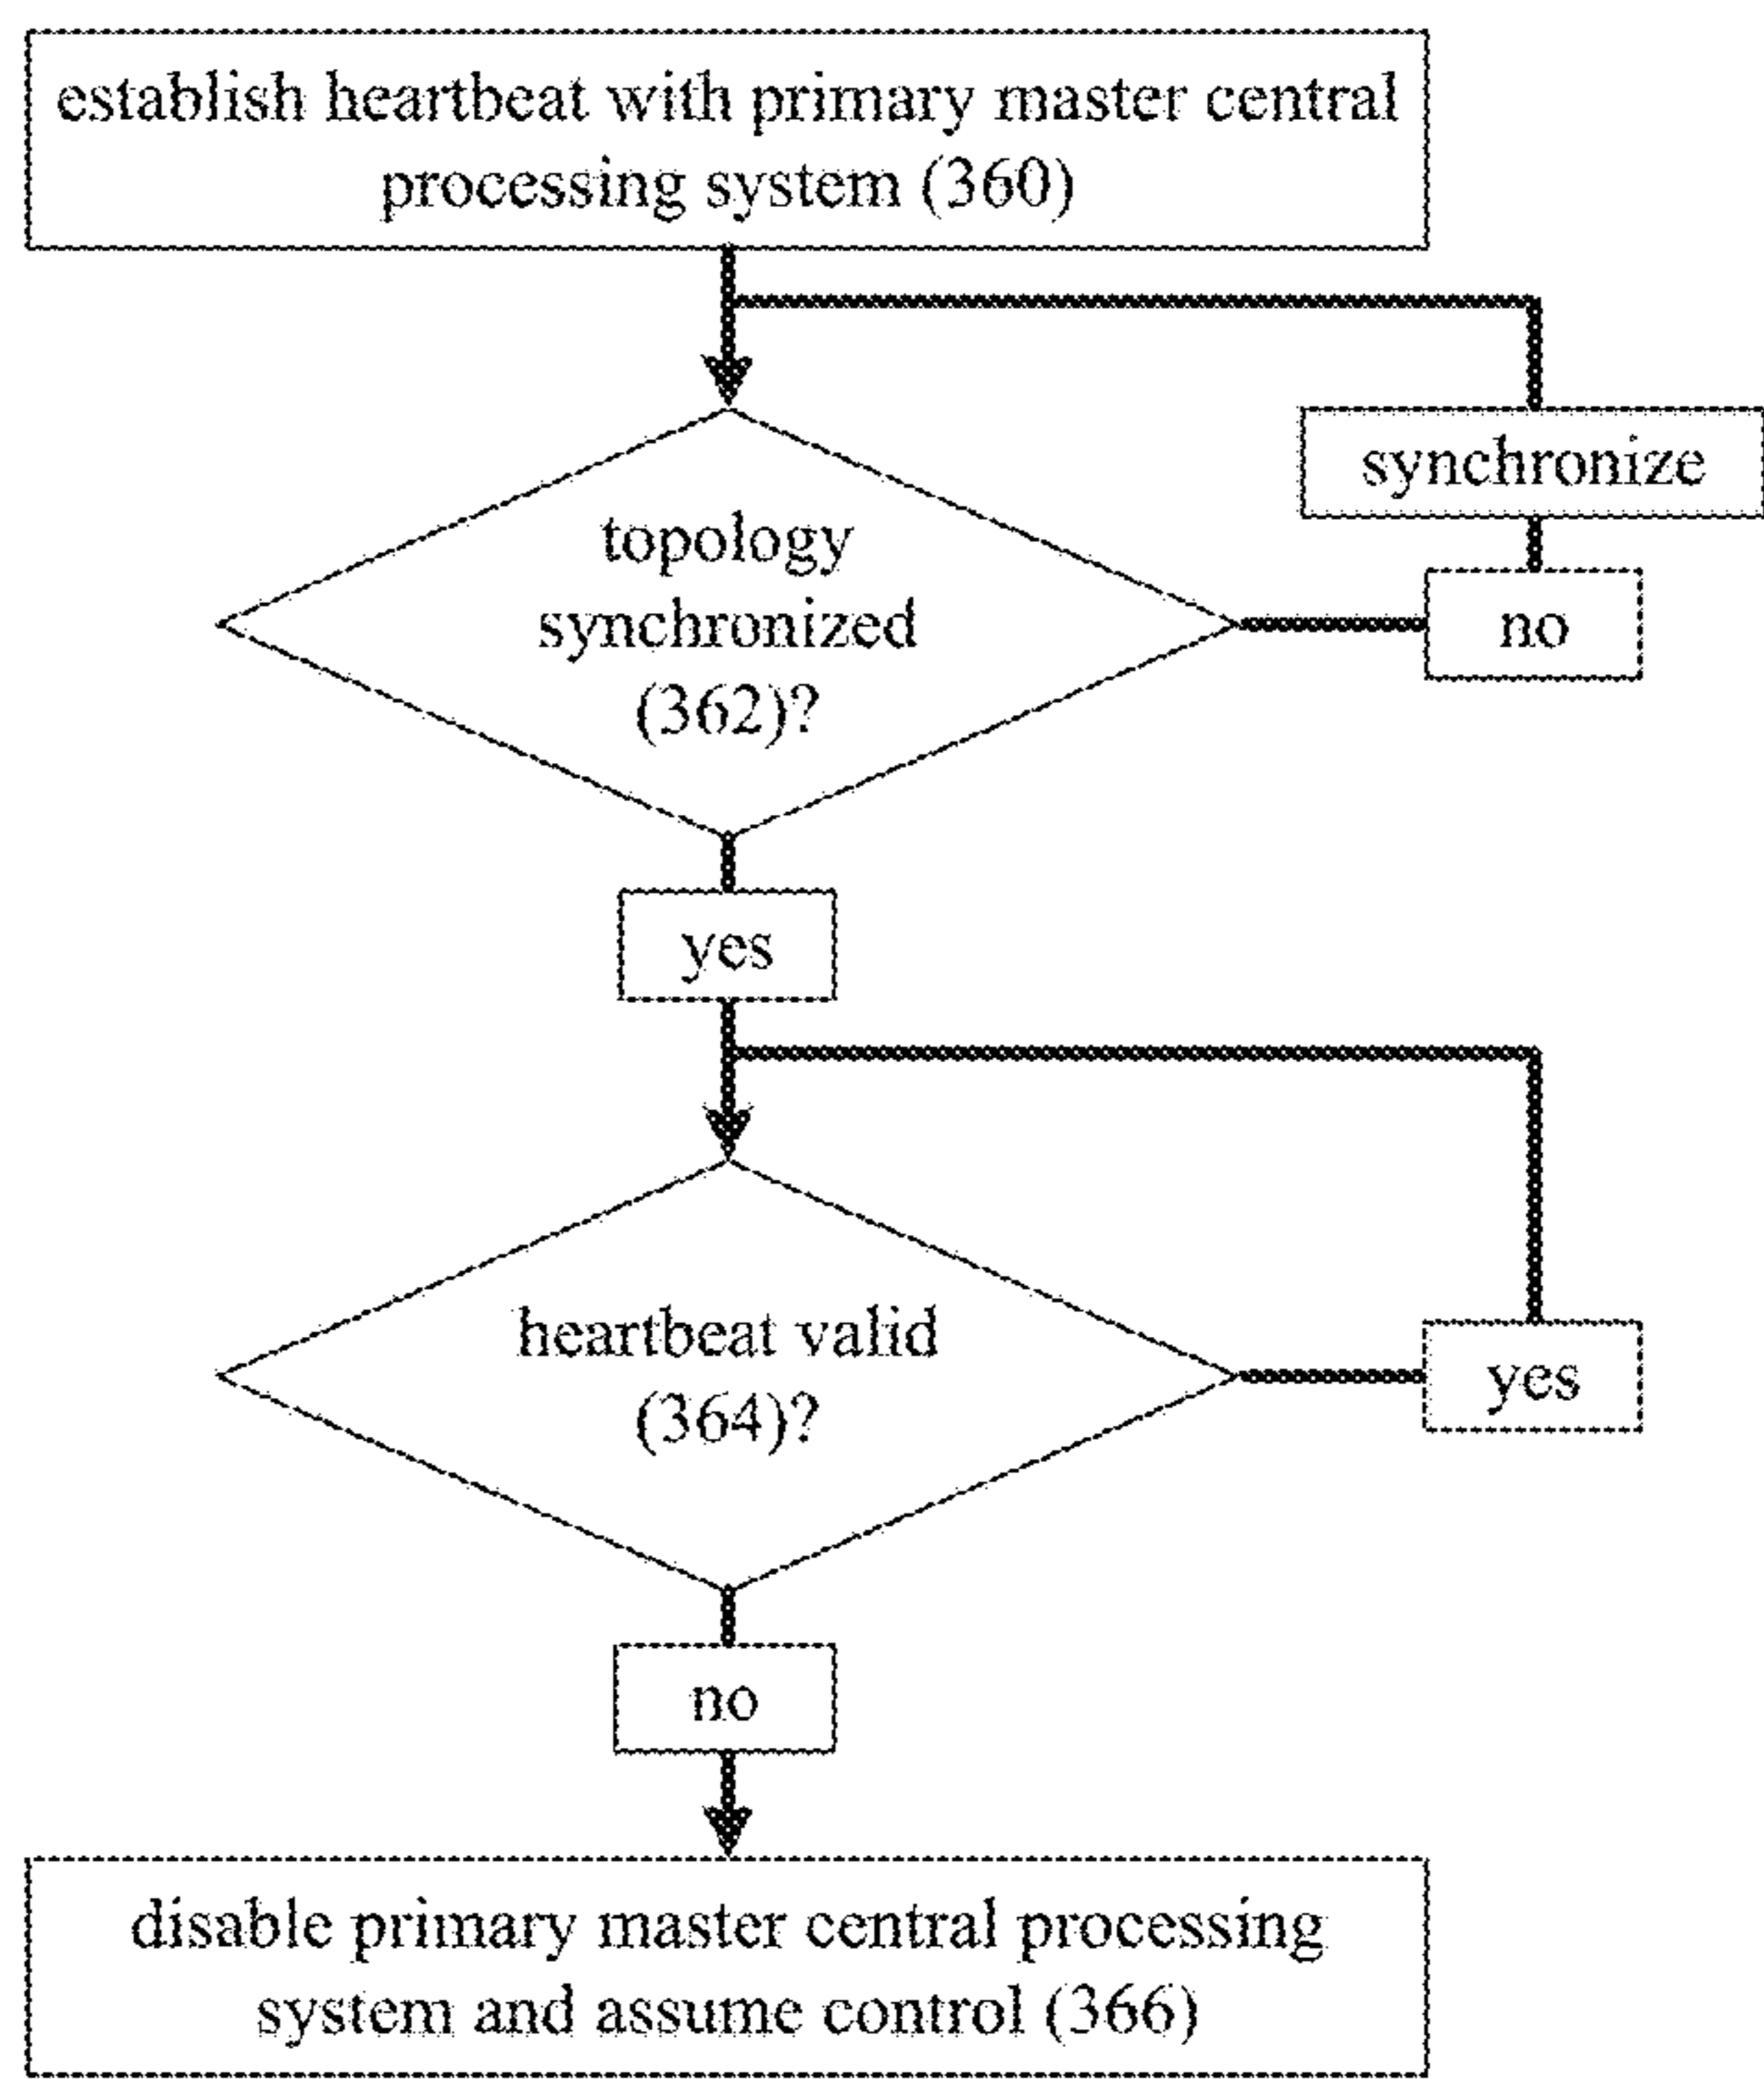 establish heartbeat with primary master central
processing system (360)
synchronize
topology
synchronized
(362)?
no
yes
heartbeat valid
(364)?
yes
no
disable primary master central processing
system and assume control (366)